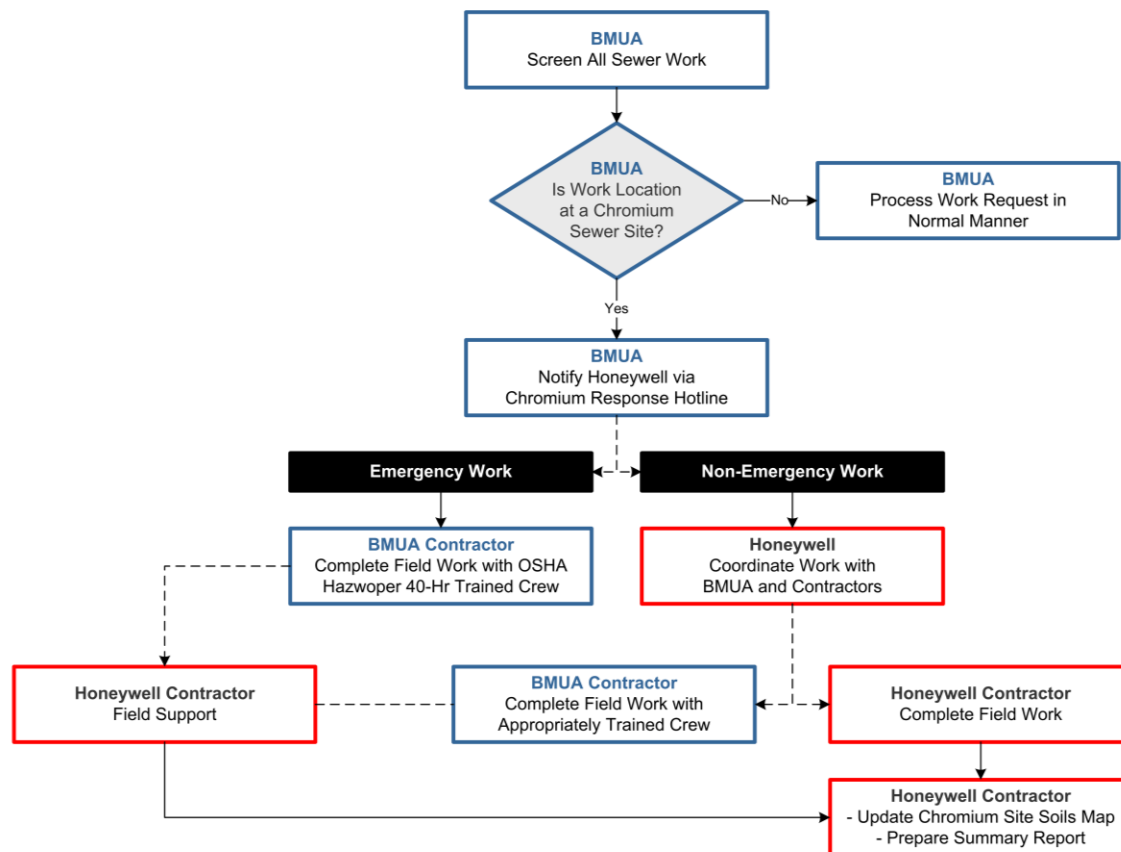 BMUA
Screen All Sewer Work
BMUA
Is Work Location
at a Chromium
Sewer Site?
No
BMUA
Process Work Request in
Normal Manner
Yes
BMUA
Notify Honeywell via
Chromium Response Hotline
Emergency Work
Non-Emergency Work
BMUA Contractor
Complete Field Work with OSHA
Hazwoper 40-Hr Trained Crew
Honeywell
Coordinate Work with
BMUA and Contractors
Honeywell Contractor
Field Support
BMUA Contractor
Complete Field Work with
Appropriately Trained Crew
Honeywell Contractor
Complete Field Work
Honeywell Contractor
- Update Chromium Site Soils Map
- Prepare Summary Report